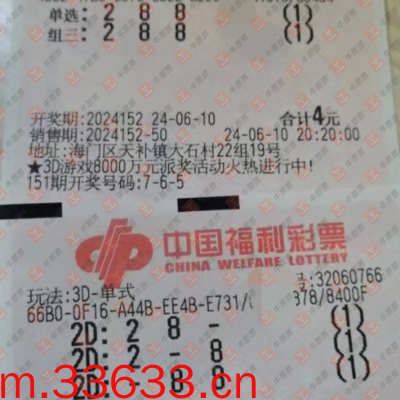 单选: 2 8 8 (1)
组三: 2 8 8 (1)
开奖期:2024152 24-06-10 合计4元
销售期:2024152-50 24-06-10 20:20:00
地址: 海门区天补镇大石村22组19号
★3D游戏8000万元派奖活动火热进行中!
151期开奖号码:7-6-5
中国福利彩票
CHINA WELFARE LOTTERY
玩法:3D-单式 32060766
66B0-0F16-A44B-EE4B-E731/ 878/8400F
2D: 2 8 - (1)
2D: 2 - 8 (1)
2D: - 8 8 (1)
m.33633.cn